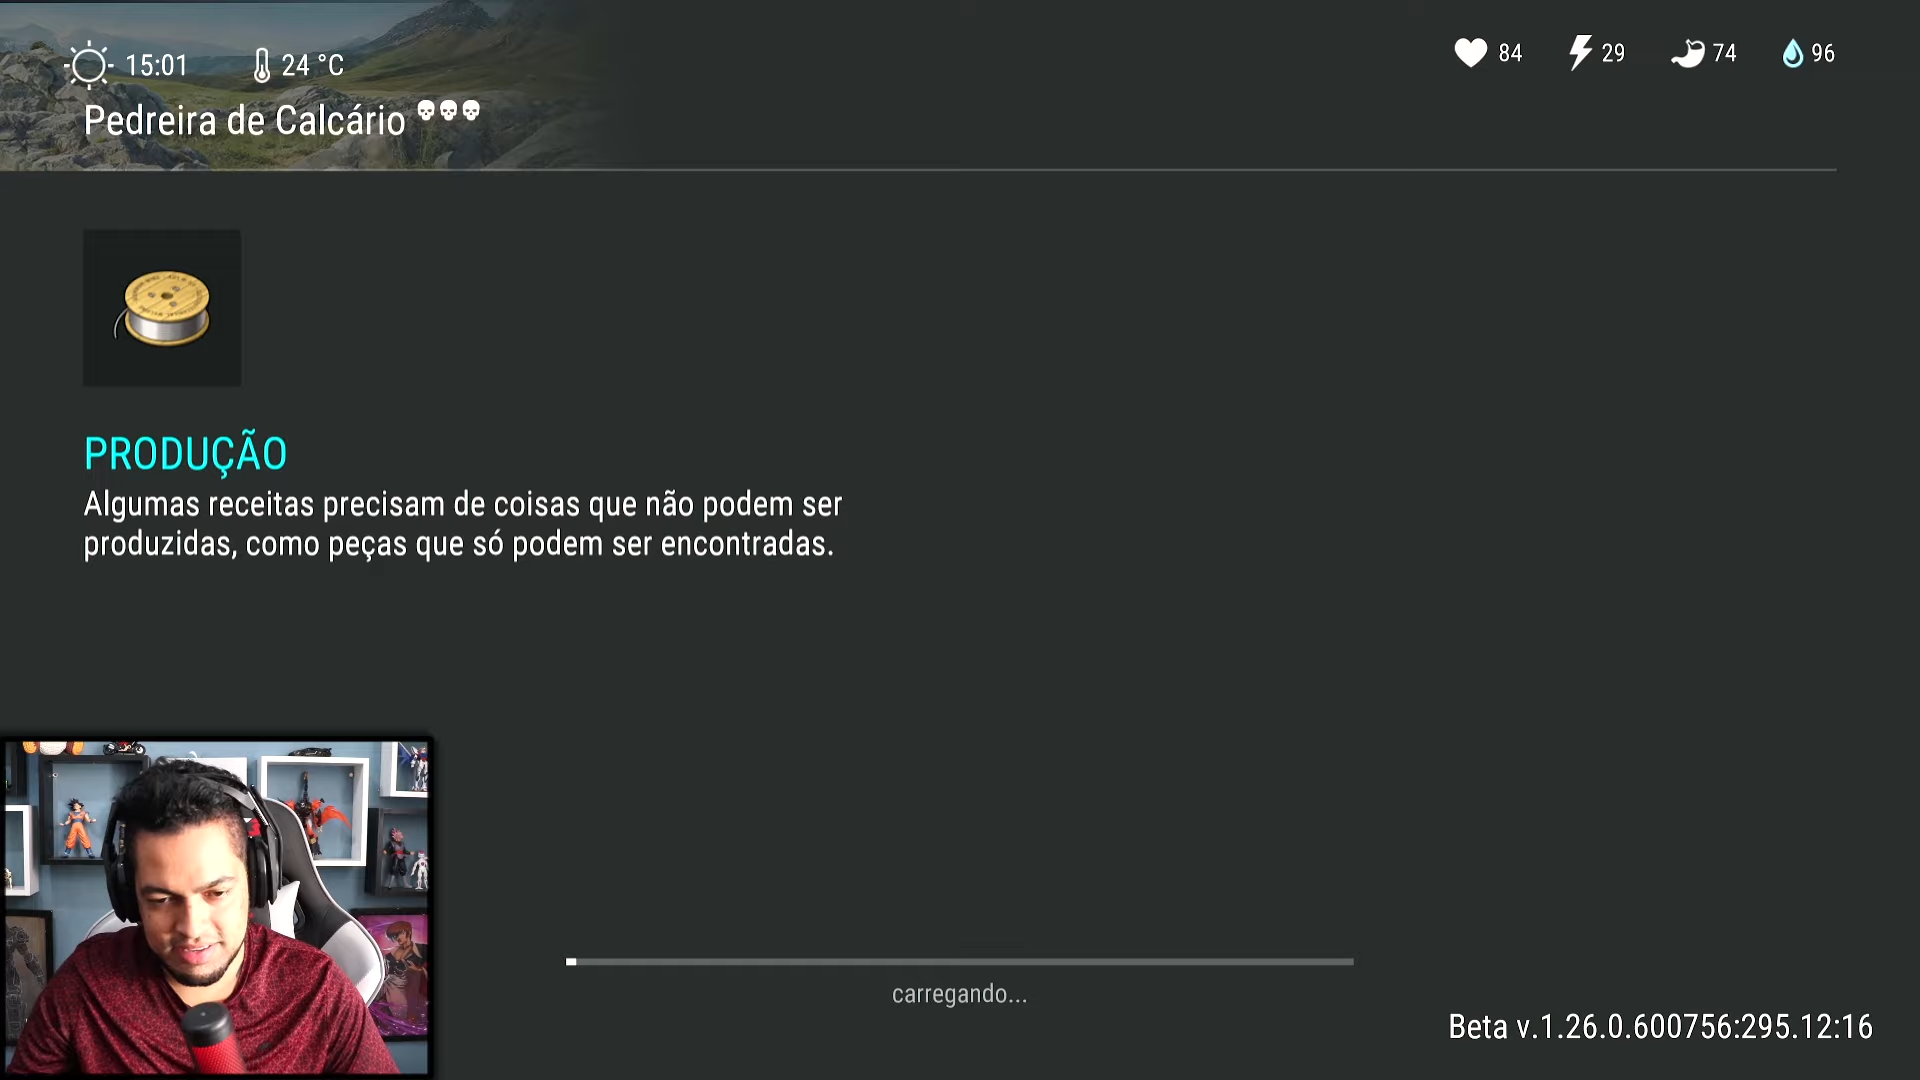 15:01
24 °C
84
29
74
96
Pedreira de Calcário
PRODUÇÃO
Algumas receitas precisam de coisas que não podem ser
produzidas, como peças que só podem ser encontradas.
carregando...
Beta v.1.26.0.600756:295.12:16